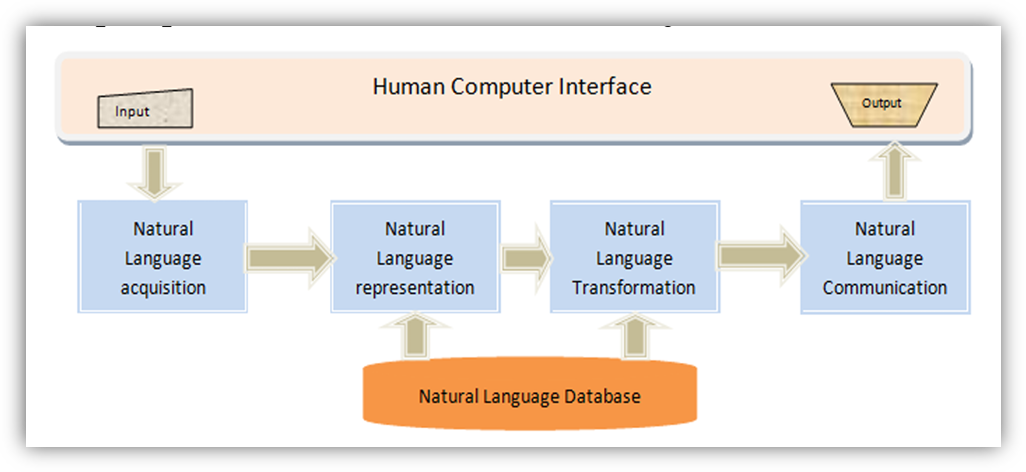 Human Computer Interface
Input
Output
Natural
Language
acquisition
Natural
Language
representation
Natural
Language
Transformation
Natural
Language
Communication
Natural Language Database